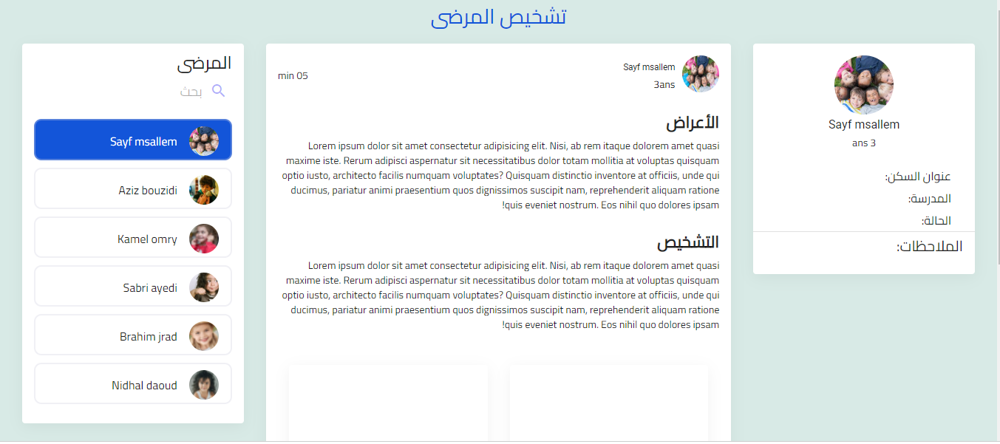 تشخيص المرضى
Sayf msallem
ans 3
عنوان السكن:
المدرسة:
الحالة:
الملاحظات:
Sayf msallem
3ans
min 05
الأعراض
Lorem ipsum dolor sit amet consectetur adipisicing elit. Nisi, ab rem itaque dolorem amet quasi
maxime iste. Rerum adipisci aspernatur sit necessitatibus dolor totam mollitia at voluptas quisquam
optio iusto, architecto facilis numquam voluptates? Quisquam distinctio inventore at officiis, unde qui
ducimus, pariatur animi praesentium quos dignissimos suscipit nam, reprehenderit aliquam ratione
!quis eveniet nostrum. Eos nihil quo dolores ipsam
التشخيص
Lorem ipsum dolor sit amet consectetur adipisicing elit. Nisi, ab rem itaque dolorem amet quasi
maxime iste. Rerum adipisci aspernatur sit necessitatibus dolor totam mollitia at voluptas quisquam
optio iusto, architecto facilis numquam voluptates? Quisquam distinctio inventore at officiis, unde qui
ducimus, pariatur animi praesentium quos dignissimos suscipit nam, reprehenderit aliquam ratione
!quis eveniet nostrum. Eos nihil quo dolores ipsam
المرضى
بحث
Sayf msallem
Aziz bouzidi
Kamel omry
Sabri ayedi
Brahim jrad
Nidhal daoud